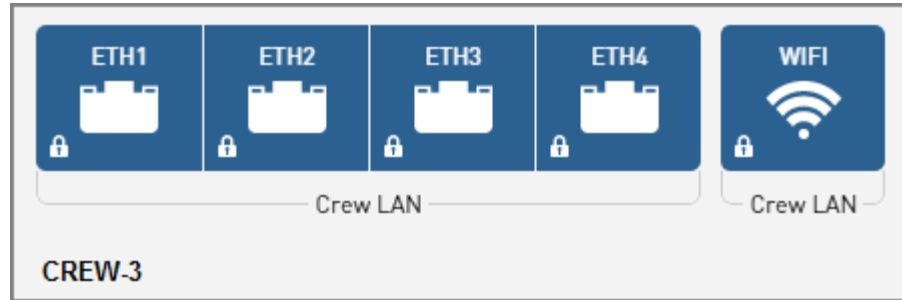 ETH1 ETH2 ETH3 ETH4 WIFI
Crew LAN Crew LAN
CREW-3